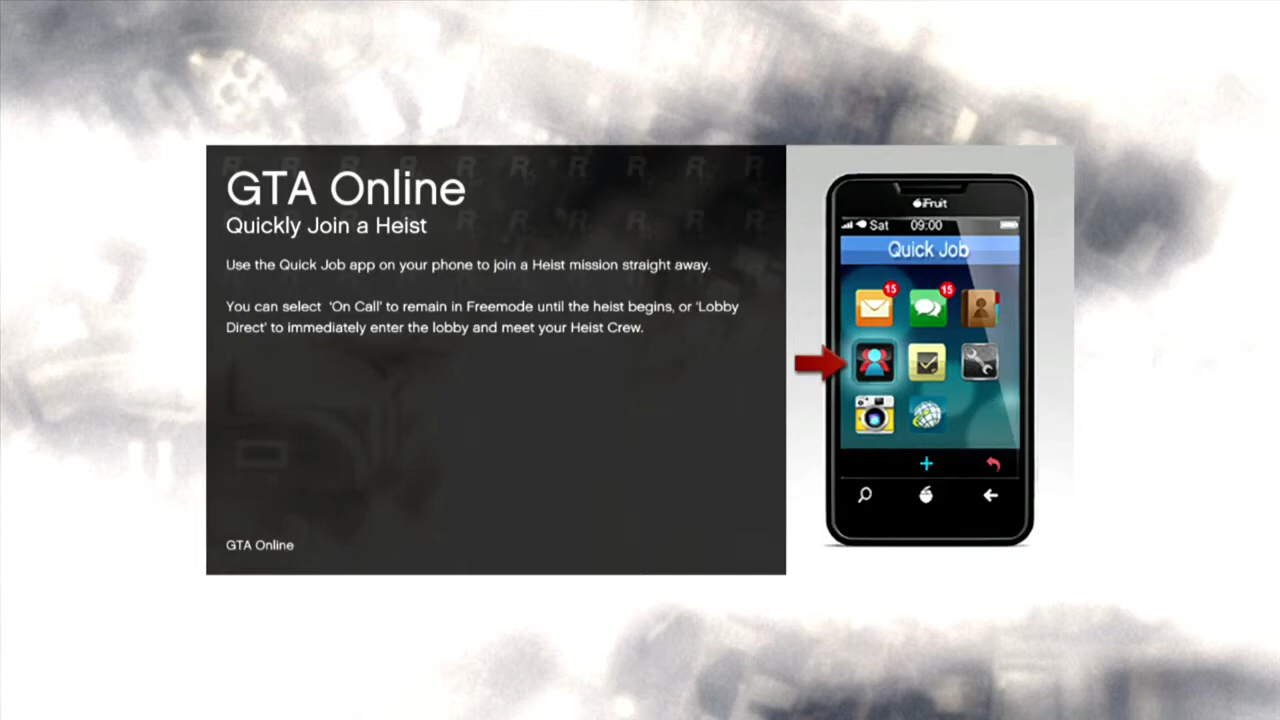 GTA Online
Quickly Join a Heist
Use the Quick Job app on your phone to join a Heist mission straight away.
You can select 'On Call' to remain in Freemode until the heist begins, or 'Lobby
Direct' to immediately enter the lobby and meet your Heist Crew.
GTA Online
iFruit
Sat 09:00
Quick Job
15 15